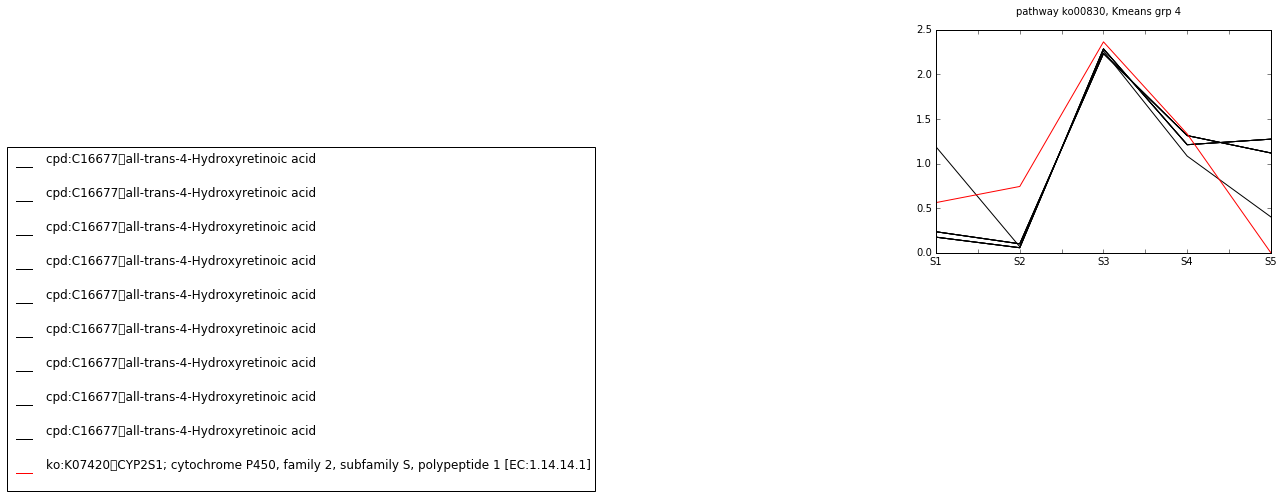 pathway ko00830, Kmeans grp 4
2.5
2.0
1.5
1.0
0.5
0.0
S1 S2 S3 S4 S5
cpd:C16677▯all-trans-4-Hydroxyretinoic acid
cpd:C16677▯all-trans-4-Hydroxyretinoic acid
cpd:C16677▯all-trans-4-Hydroxyretinoic acid
cpd:C16677▯all-trans-4-Hydroxyretinoic acid
cpd:C16677▯all-trans-4-Hydroxyretinoic acid
cpd:C16677▯all-trans-4-Hydroxyretinoic acid
cpd:C16677▯all-trans-4-Hydroxyretinoic acid
cpd:C16677▯all-trans-4-Hydroxyretinoic acid
cpd:C16677▯all-trans-4-Hydroxyretinoic acid
ko:K07420▯CYP2S1; cytochrome P450, family 2, subfamily S, polypeptide 1 [EC:1.14.14.1]